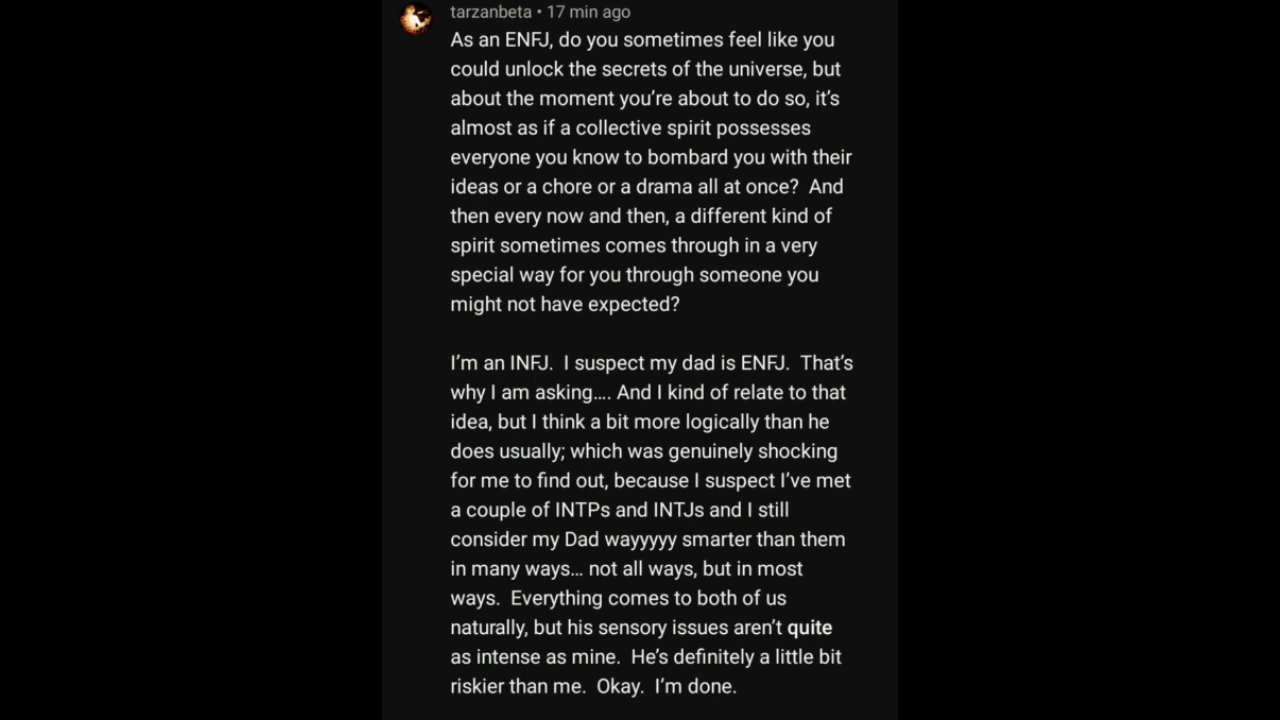 tarzanbeta • 17 min ago
As an ENFJ, do you sometimes feel like you
could unlock the secrets of the universe, but
about the moment you're about to do so, it's
almost as if a collective spirit possesses
everyone you know to bombard you with their
ideas or a chore or a drama all at once?  And
then every now and then, a different kind of
spirit sometimes comes through in a very
special way for you through someone you
might not have expected?

I'm an INFJ.  I suspect my dad is ENFJ.  That's
why I am asking.... And I kind of relate to that
idea, but I think a bit more logically than he
does usually; which was genuinely shocking
for me to find out, because I suspect I've met
a couple of INTPs and INTJs and I still
consider my Dad wayyyyy smarter than them
in many ways... not all ways, but in most
ways.  Everything comes to both of us
naturally, but his sensory issues aren't quite
as intense as mine.  He's definitely a little bit
riskier than me.  Okay.  I'm done.